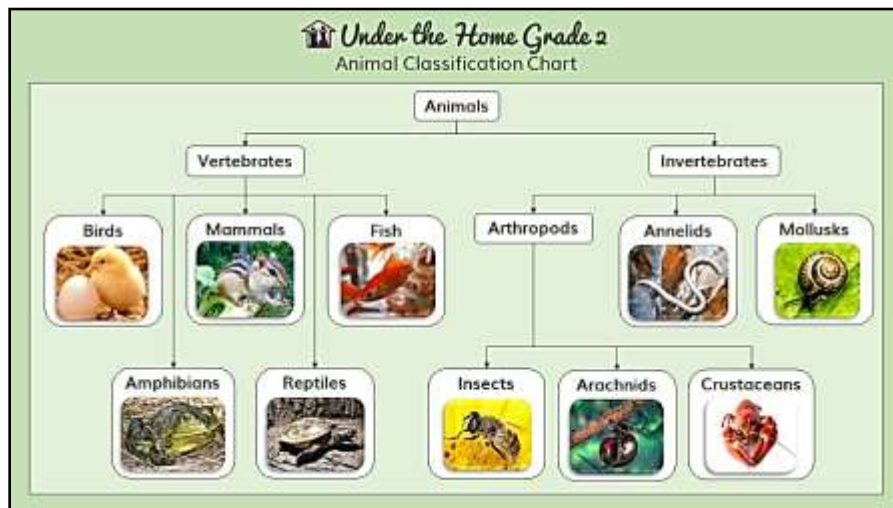 Under the Home Grade 2
Animal Classification Chart
Animals
Vertebrates
Invertebrates
Birds
Mammals
Fish
Arthropods
Annelids
Mollusks
Amphibians
Reptiles
Insects
Arachnids
Crustaceans